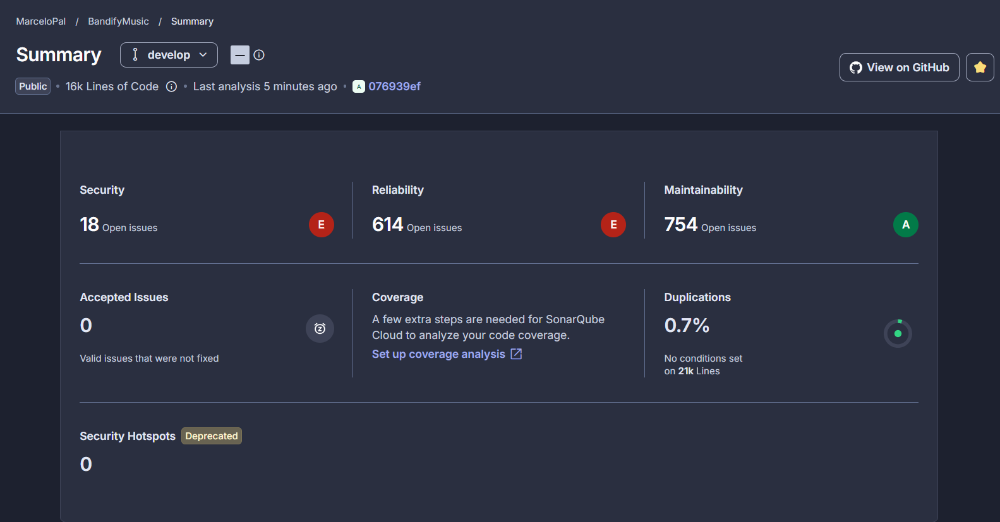 MarceloPal / BandifyMusic / Summary
Summary develop
View on GitHub
Public • 16k Lines of Code • Last analysis 5 minutes ago • A 076939ef
Security
18 Open issues E
Reliability
614 Open issues E
Maintainability
754 Open issues A
Accepted Issues
0
Valid issues that were not fixed
Coverage
A few extra steps are needed for SonarQube
Cloud to analyze your code coverage.
Set up coverage analysis
Duplications
0.7%
No conditions set
on 21k Lines
Security Hotspots Deprecated
0